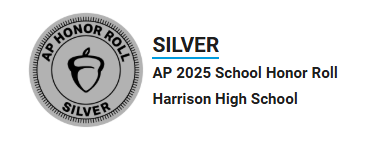 AP HONOR ROLL
SILVER
SILVER
AP 2025 School Honor Roll
Harrison High School